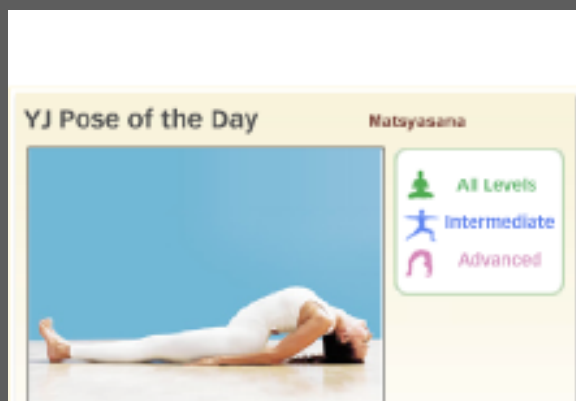 YJ Pose of the Day
Matsyasana
All Levels
Intermediate
Advanced